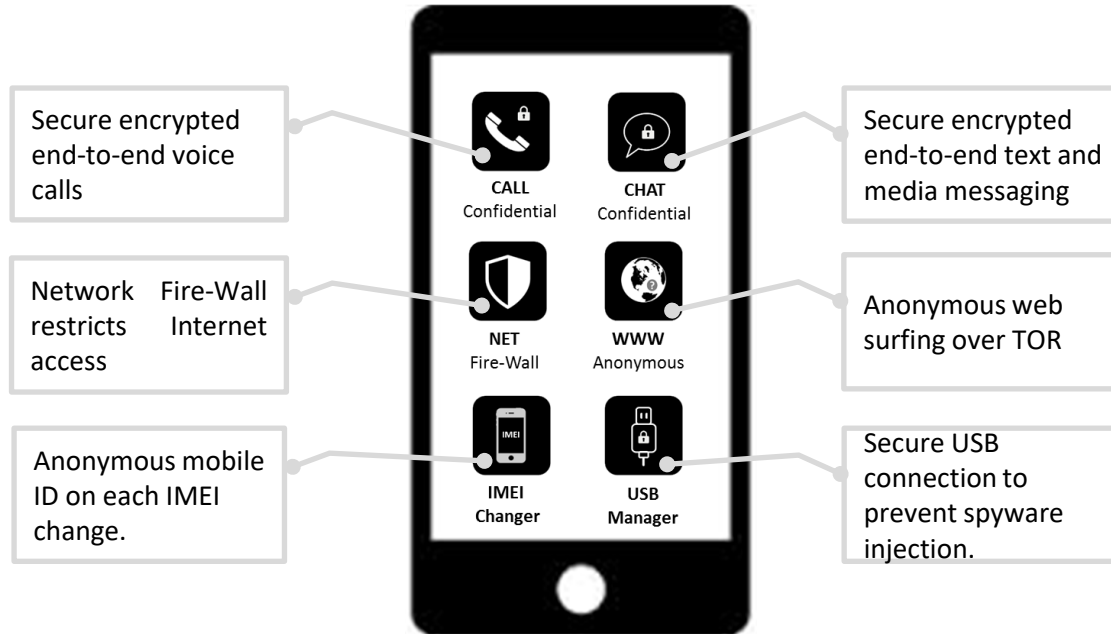 Secure encrypted
end-to-end voice
calls
Secure encrypted
end-to-end text and
media messaging
CALL
Confidential
CHAT
Confidential
Network Fire-Wall
restricts Internet
access
Anonymous web
surfing over TOR
?
NET
Fire-Wall
WWW
Anonymous
Anonymous mobile
ID on each IMEI
change.
Secure USB
connection to
prevent spyware
injection.
IMEI
IMEI
Changer
USB
Manager